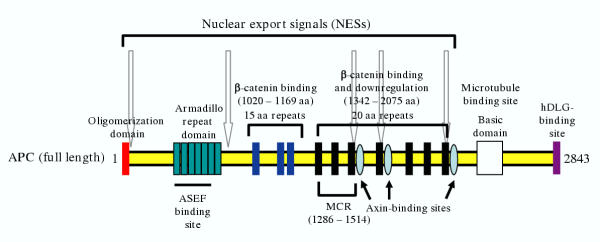 Nuclear export signals (NESs)
β-catenin binding
(1020 – 1169 aa)
15 aa repeats
β-catenin binding
and downregulation
(1342 – 2075 aa)
20 aa repeats
Microtubule
binding site
Oligomerization
domain
Armadillo
repeat
domain
Basic
domain
hDLG-
binding
site
APC (full length) 1
2843
ASEF
binding
site
MCR
(1286 – 1514)
Axin-binding sites